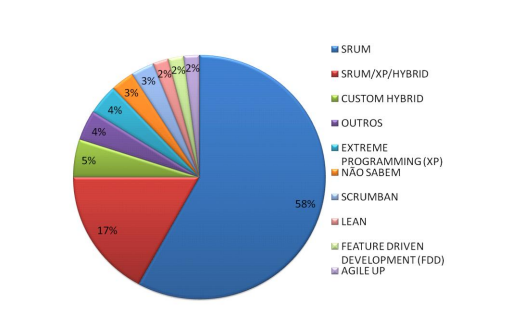 SRUM
SRUM/XP/HYBRID
CUSTOM HYBRID
OUTROS
EXTREME
PROGRAMMING (XP)
NÃO SABEM
SCRUMBAN
LEAN
FEATURE DRIVEN
DEVELOPMENT (FDD)
AGILE UP
58%
17%
5%
4%
4%
3%
3%
2%
2%
2%